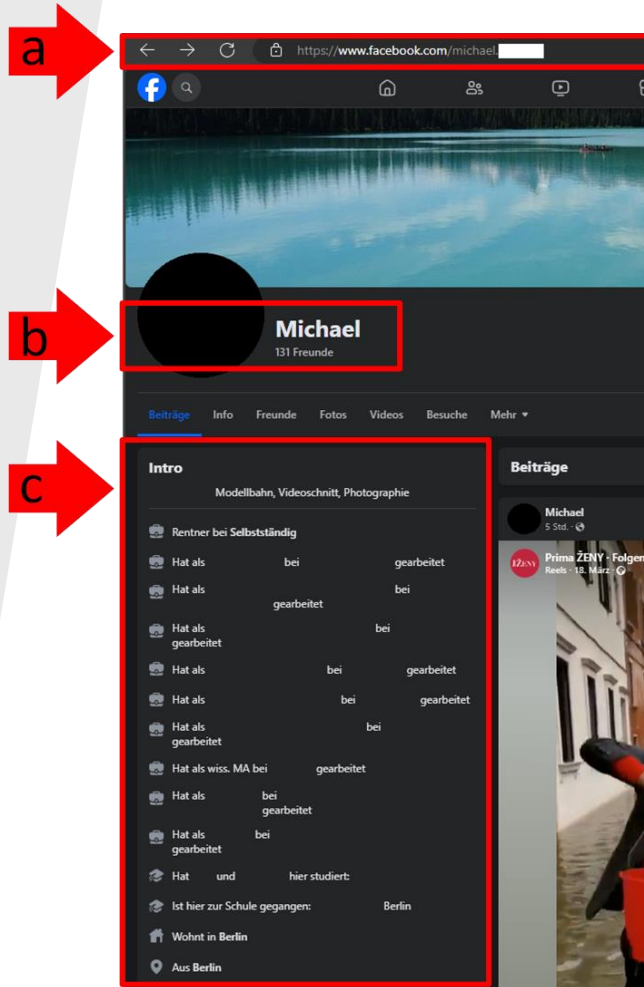 a
https://www.facebook.com/michael.
b
Michael
131 Freunde
Beiträge Info Freunde Fotos Videos Besuche Mehr
c
Intro
Modellbahn, Videoschnitt, Photographie
Rentner bei Selbstständig
Hat als bei gearbeitet
Hat als bei
gearbeitet
Hat als bei
gearbeitet
Hat als bei gearbeitet
Hat als bei gearbeitet
Hat als bei
gearbeitet
Hat als wiss. MA bei gearbeitet
Hat als bei
gearbeitet
Hat als bei
gearbeitet
Hat und hier studiert:
Ist hier zur Schule gegangen: Berlin
Wohnt in Berlin
Aus Berlin
Beiträge
Michael
5 Std. ·
Prima ŽENY · Folgen
Reels · 18. März ·